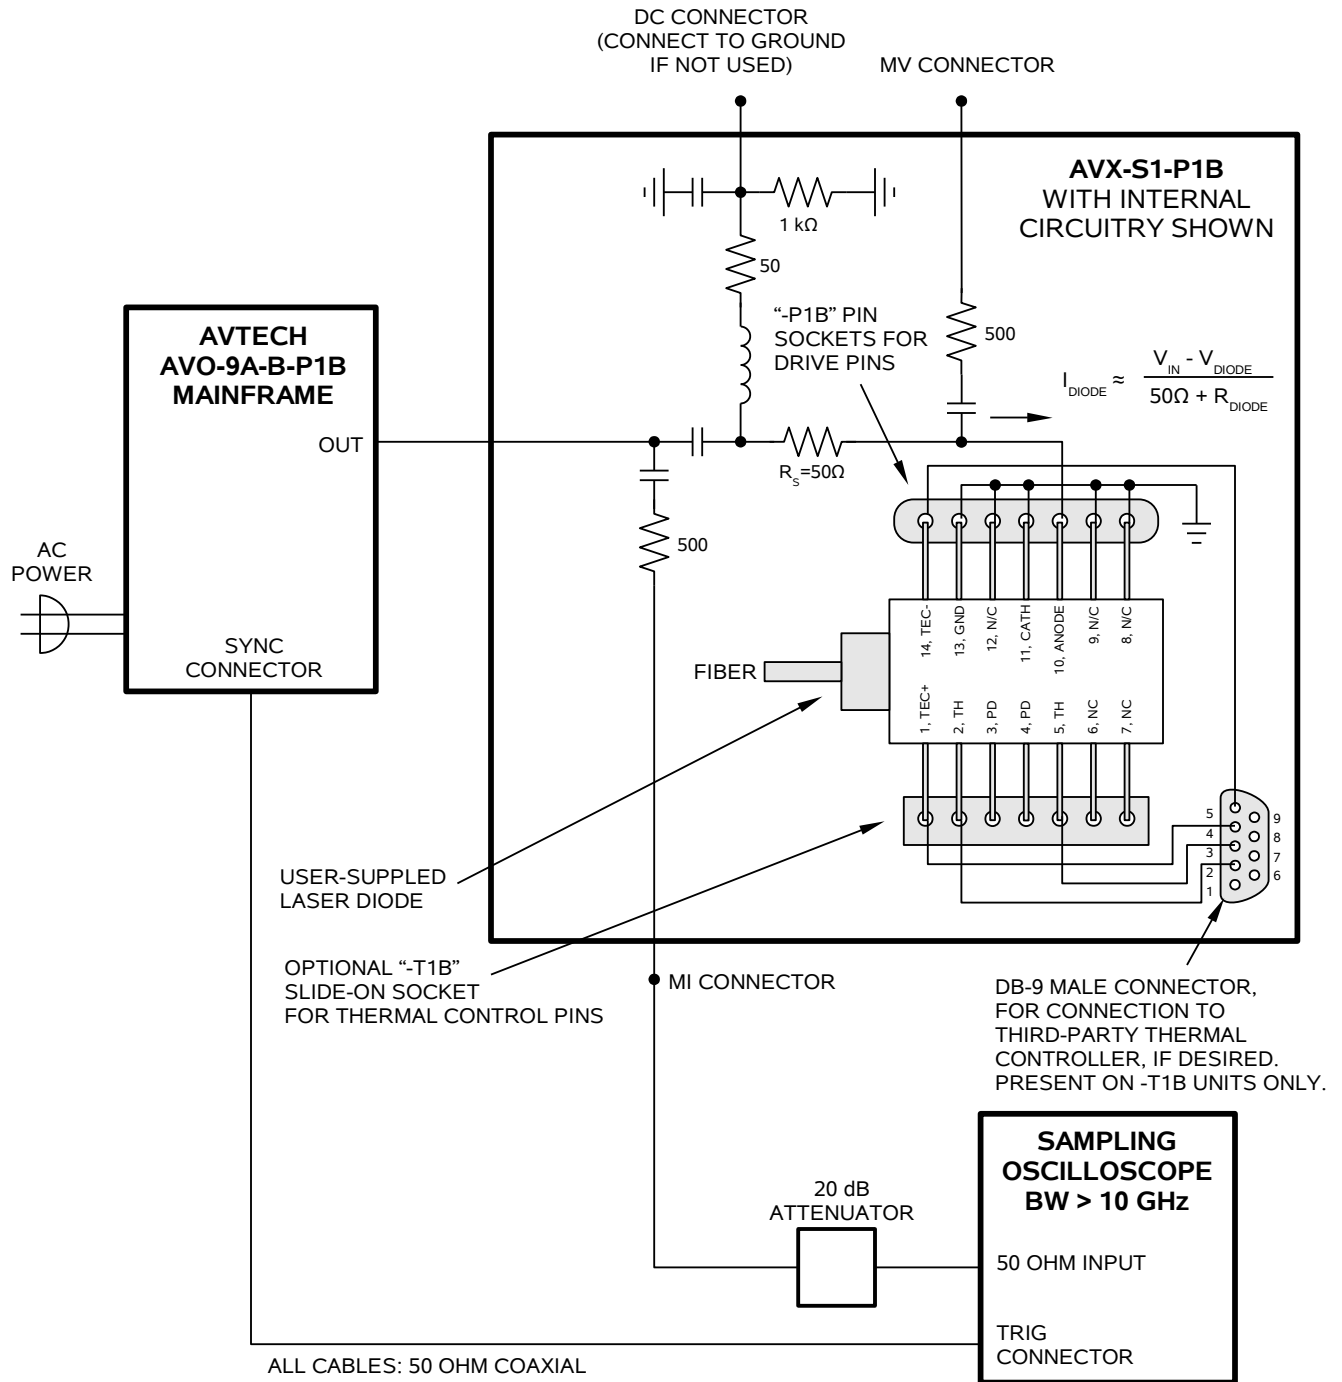 DC CONNECTOR
(CONNECT TO GROUND
IF NOT USED)
MV CONNECTOR
AVX-S1-P1B
WITH INTERNAL
CIRCUITRY SHOWN
1 kΩ
50
"-P1B" PIN
SOCKETS FOR
DRIVE PINS
500
I DIODE ≈ V IN - V DIODE
50Ω + R DIODE
AVTECH
AVO-9A-B-P1B
MAINFRAME
OUT
R S =50Ω
500
AC
POWER
SYNC
CONNECTOR
14, TEC-
13, GND
12, N/C
11, CATH
10, ANODE
9, N/C
8, N/C
FIBER
1, TEC+
2, TH
3, PD
4, PD
5, TH
6, NC
7, NC
5
4
3
2
1
9
8
7
6
USER-SUPPLED
LASER DIODE
OPTIONAL "-T1B"
SLIDE-ON SOCKET
FOR THERMAL CONTROL PINS
MI CONNECTOR
DB-9 MALE CONNECTOR,
FOR CONNECTION TO
THIRD-PARTY THERMAL
CONTROLLER, IF DESIRED.
PRESENT ON -T1B UNITS ONLY.
SAMPLING
OSCILLOSCOPE
BW > 10 GHz
20 dB
ATTENUATOR
50 OHM INPUT
TRIG
CONNECTOR
ALL CABLES: 50 OHM COAXIAL